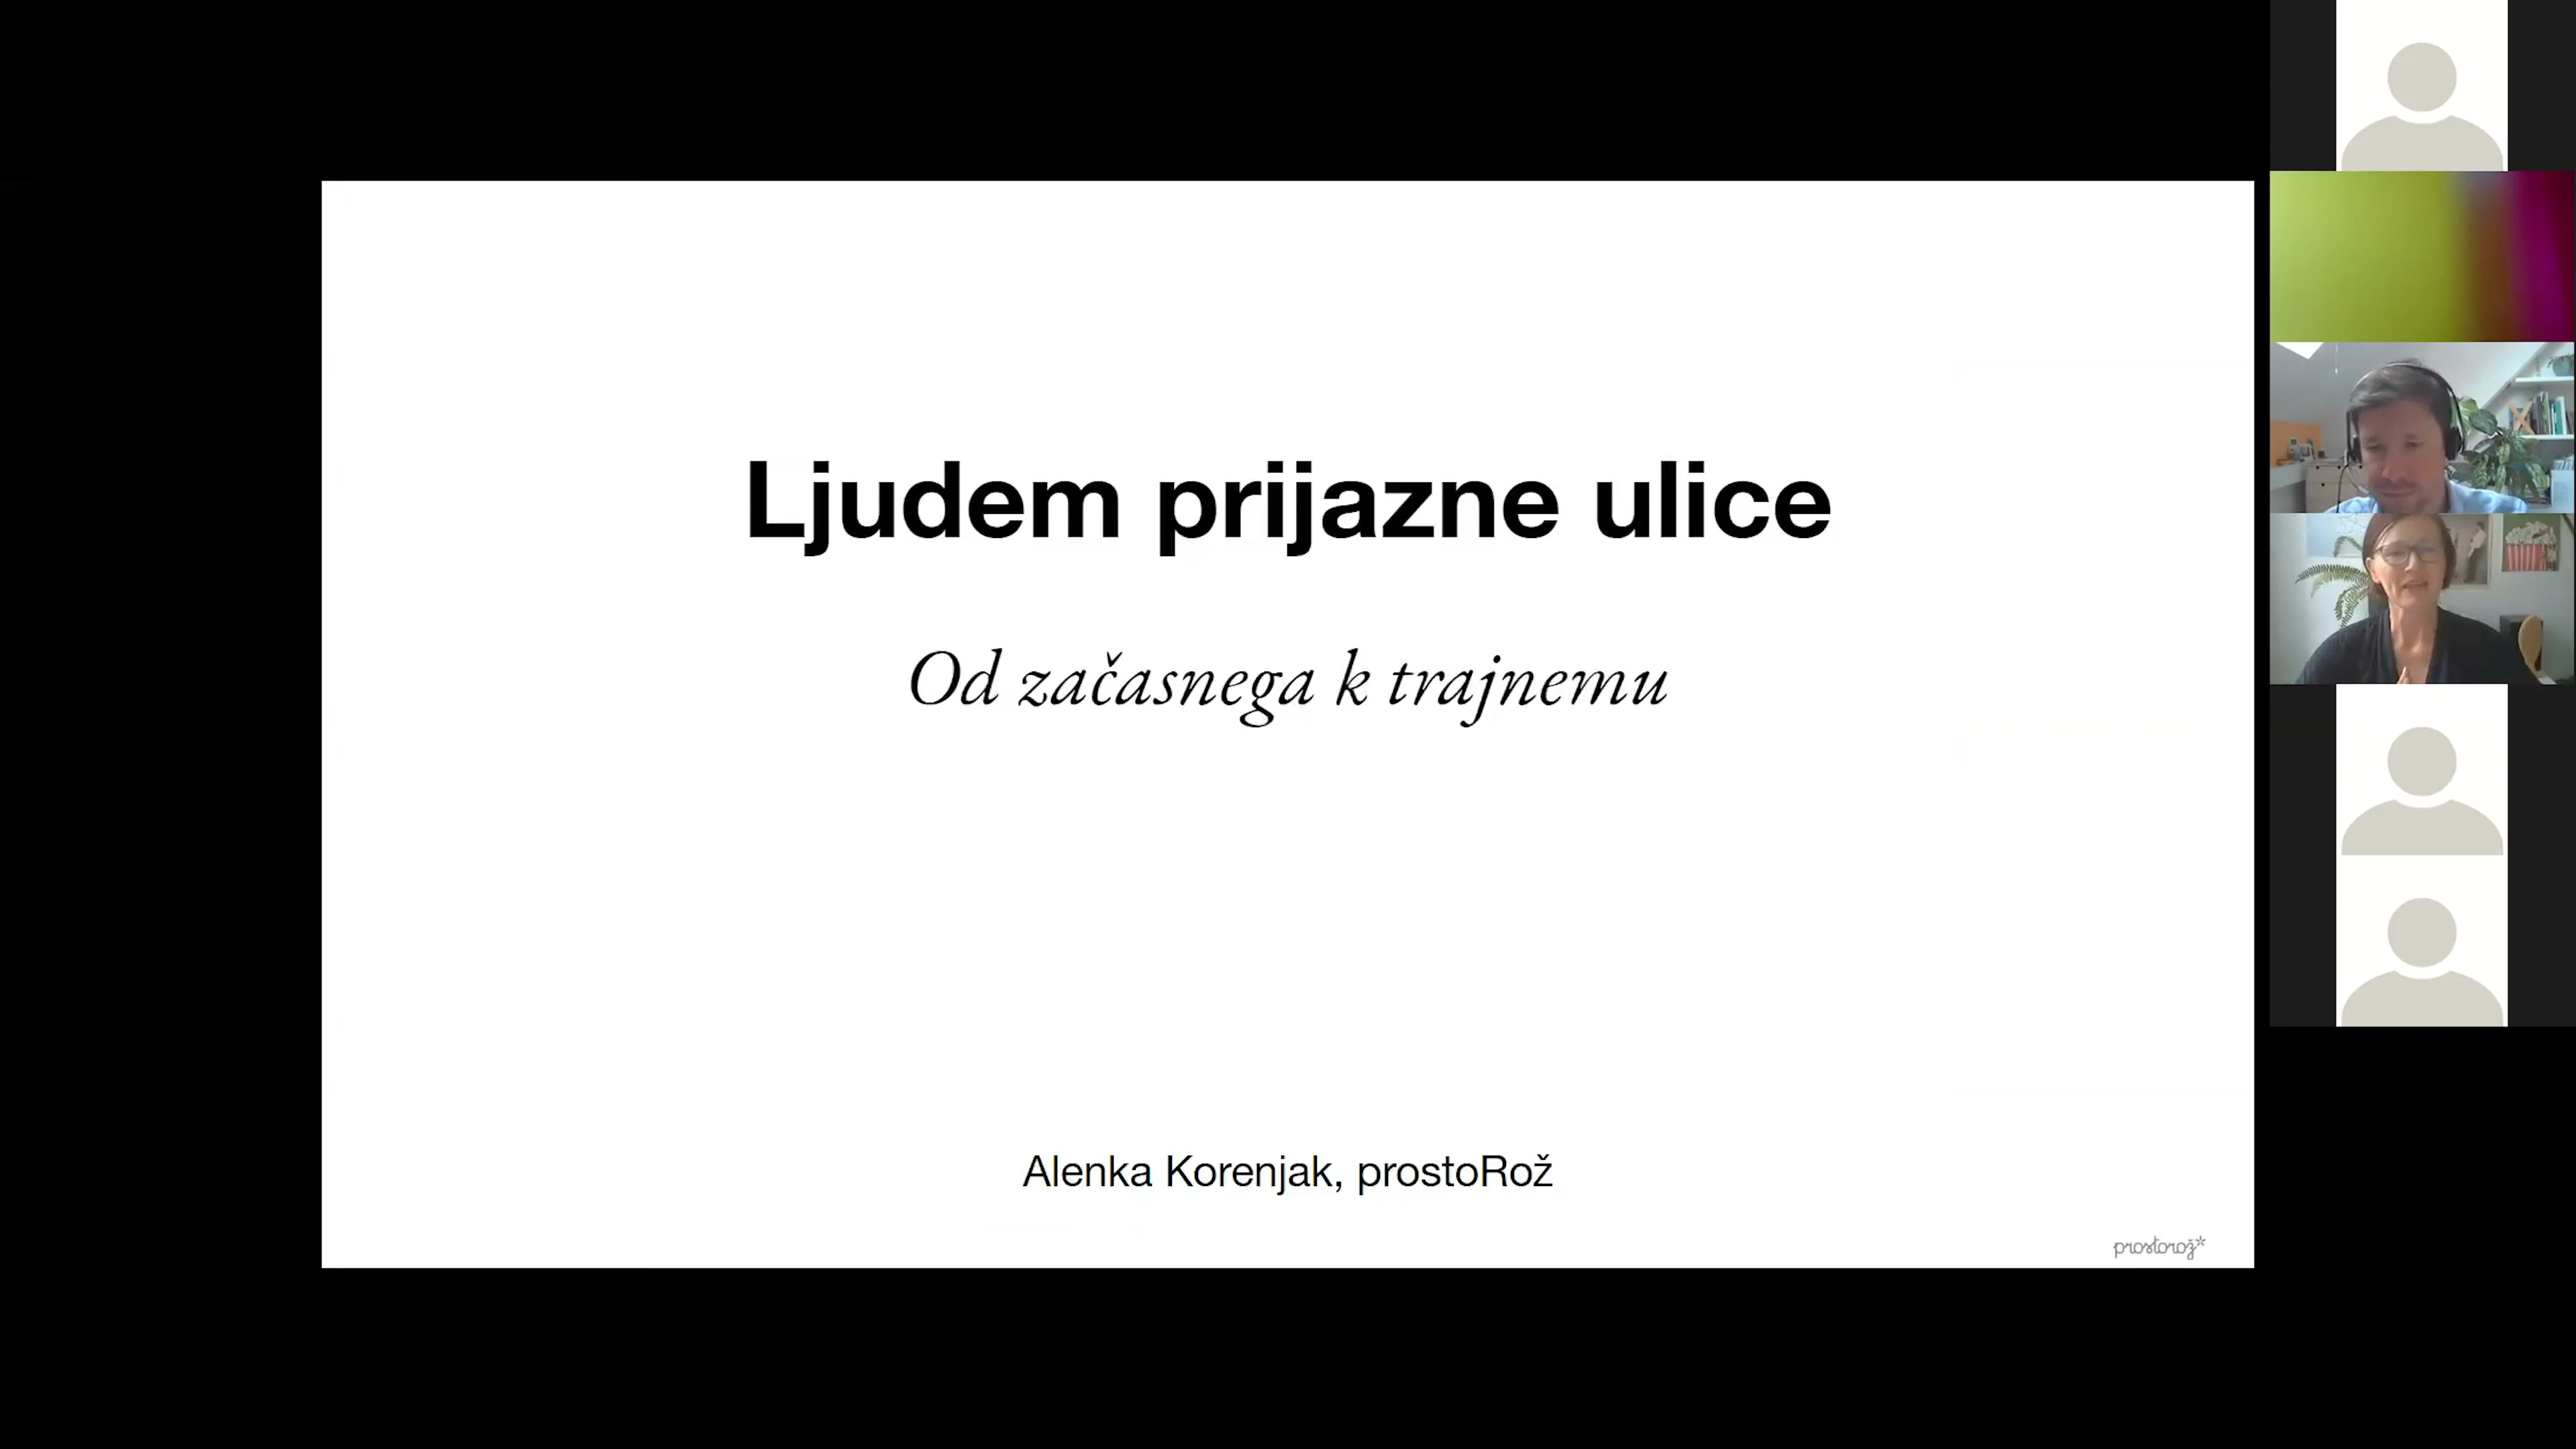 Ljudem prijazne ulice
Od začasnega k trajnemu
Alenka Korenjak, prostoRož
prostorož*